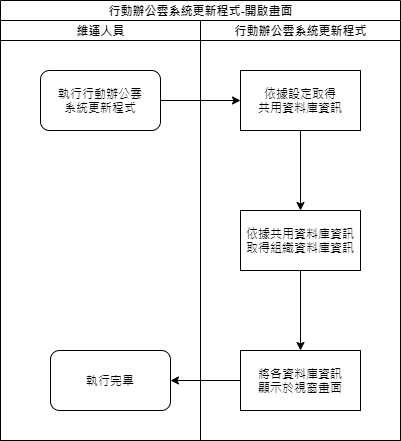 行動辦公雲系統更新程式-開啟畫面
維運人員
行動辦公雲系統更新程式
執行行動辦公雲
系統更新程式
依據設定取得
共用資料庫資訊
依據共用資料庫資訊
取得組織資料庫資訊
將各資料庫資訊
顯示於視窗畫面
執行完畢